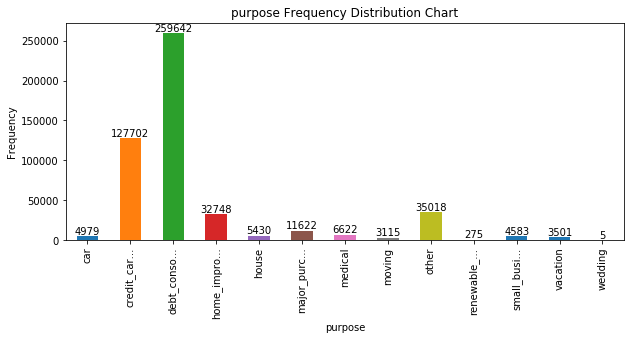 purpose Frequency Distribution Chart
Frequency
250000
200000
150000
100000
50000
0
4979
127702
259642
32748
5430
11622
6622
3115
35018
275
4583
3501
5
car
credit_car...
debt_conso...
home_impro...
house
major_purc...
medical
moving
other
renewable_...
small_busi...
vacation
wedding
purpose